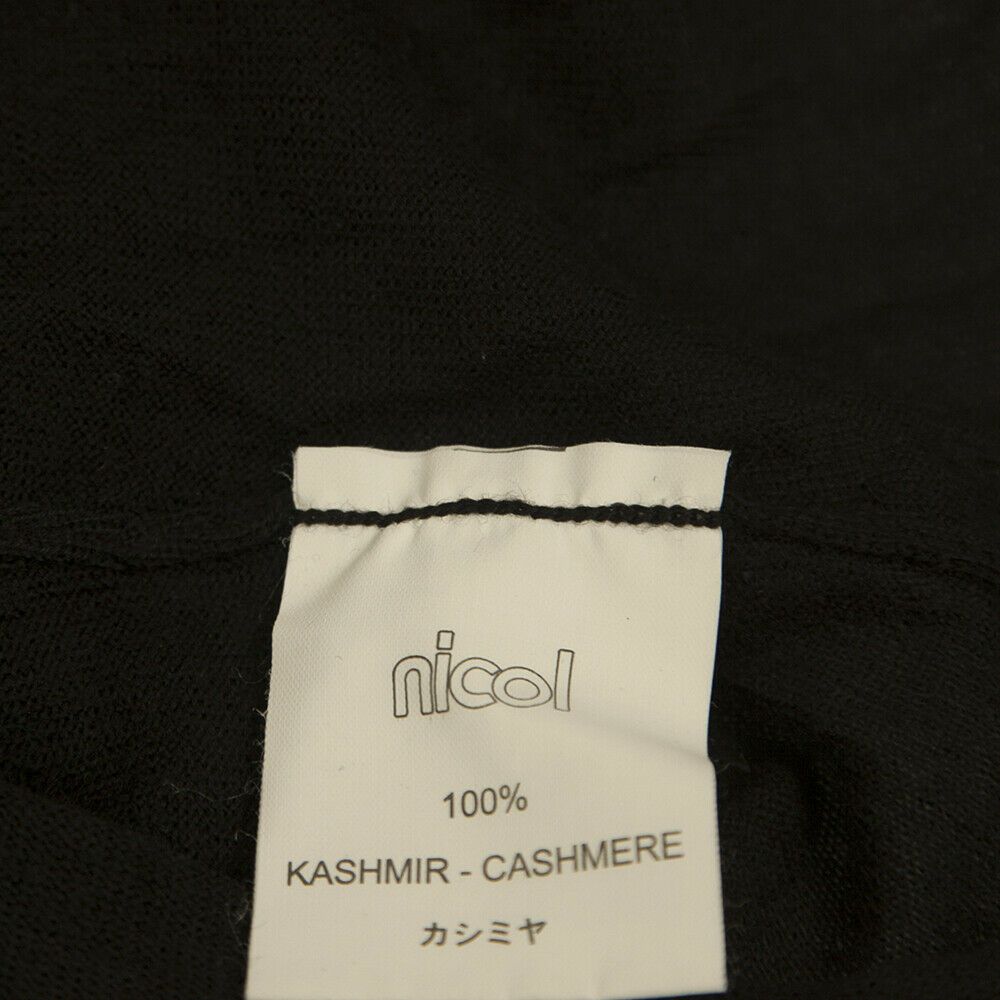 nicol
100%
KASHMIR - CASHMERE
カシミヤ